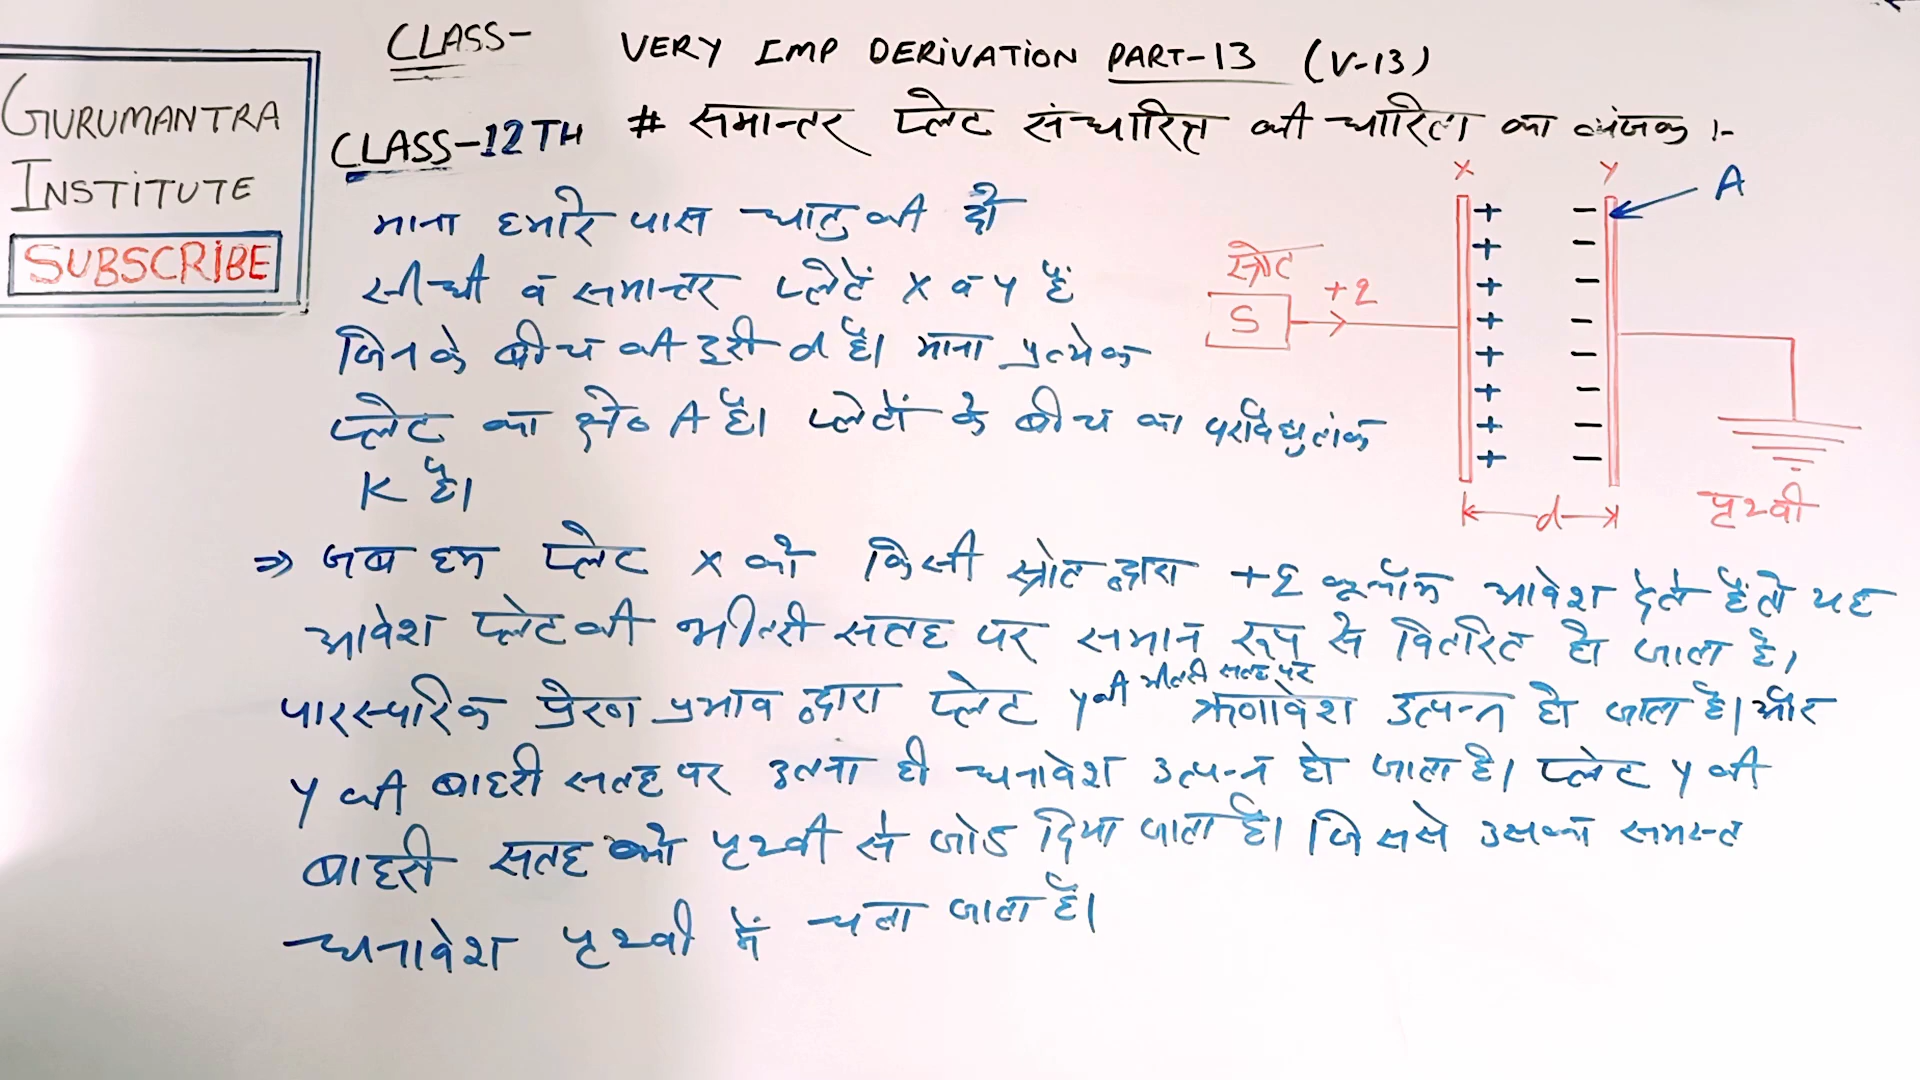 CLASS-
VERY IMP DERIVATION PART-13 (V-13)
GURUMANTRA
INSTITUTE
SUBSCRIBE
CLASS-12TH # समान्तर प्लेट संधारित्र की धारिता का व्यंजक :-
माना हमारे पास धातु की दो
सीधी व समान्तर प्लेटें X व Y हैं
जिनके बीच की दूरी d है। माना प्रत्येक
प्लेट का क्षे० A है। प्लेटों के बीच का परावैद्युतांक
K है।
X Y A
+ + + + + + + +
- - - - - - - -
स्त्रोत
S +q
d
पृथ्वी
⇒ जब हम प्लेट X को किसी स्रोत द्वारा +q कूलॉम आवेश देते हैं तो यह
आवेश प्लेट की भीतरी सतह पर समान रूप से वितरित हो जाता है।
पारस्परिक प्रेरण प्रभाव द्वारा प्लेट Y की भीतरी सतह पर ऋणावेश उत्पन्न हो जाता है। और
Y की बाहरी सतह पर उतना ही धनावेश उत्पन्न हो जाता है। प्लेट Y की
बाहरी सतह को पृथ्वी से जोड दिया जाता है। जिससे उसका समस्त
धनावेश पृथ्वी में चला जाता है।